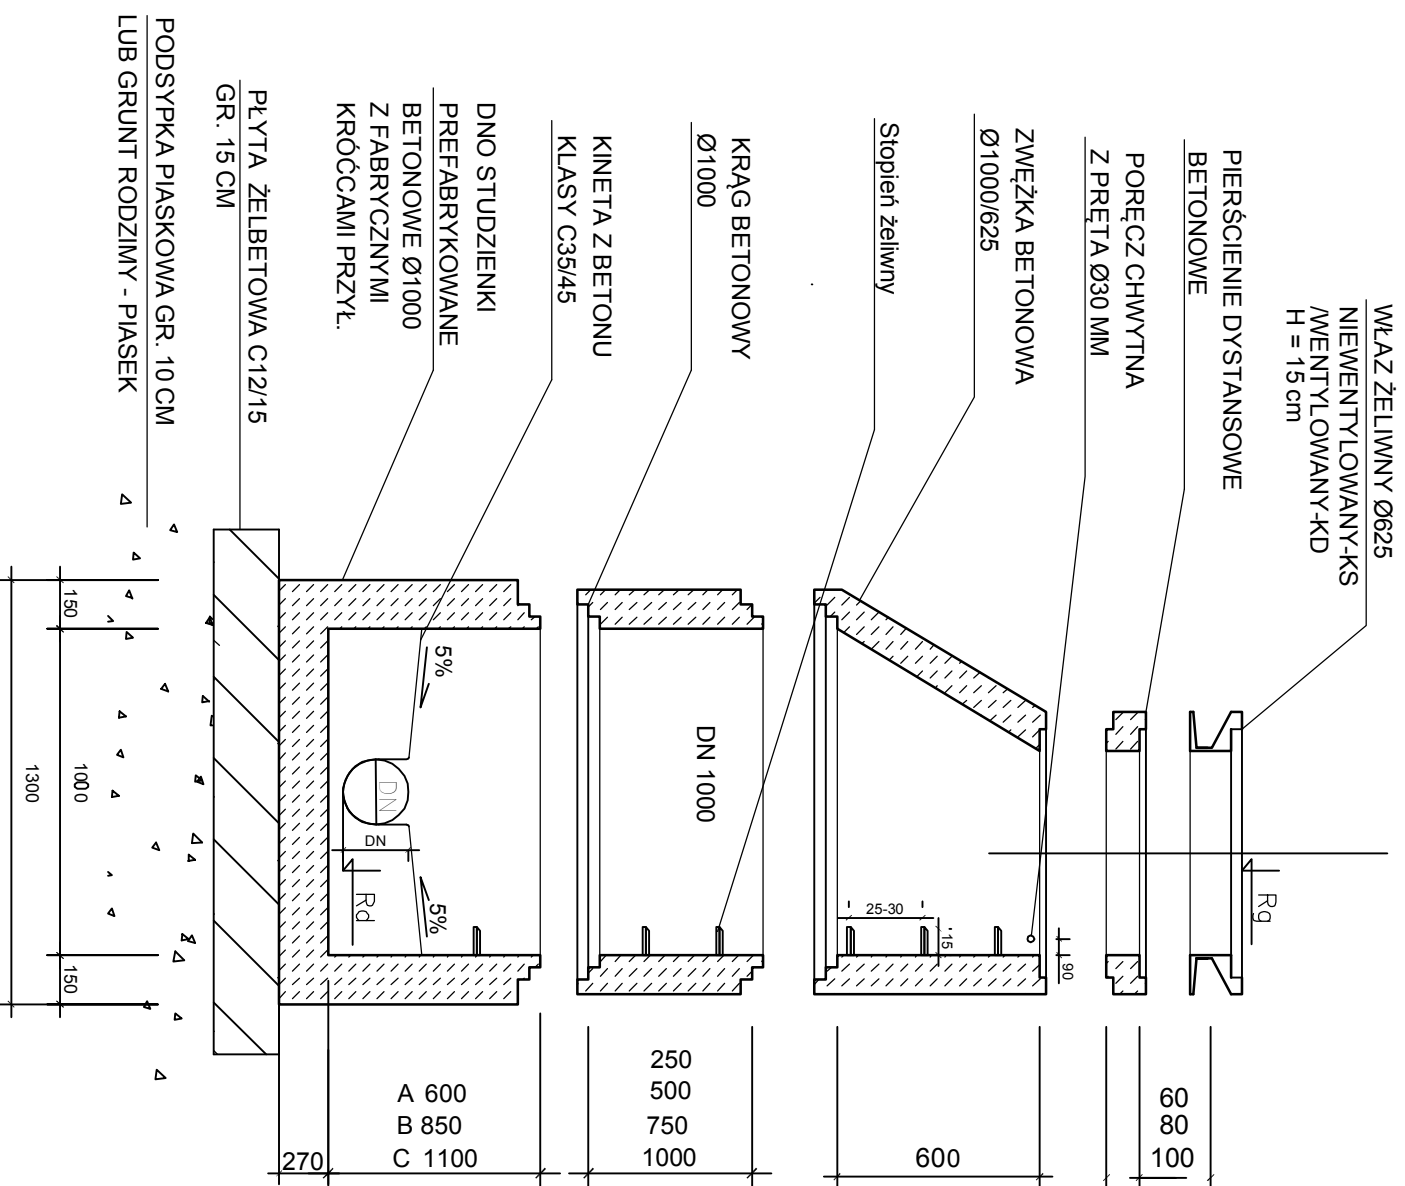 WŁAZ ŻELIWNY Ø625
NIEWENTYLOWANY-KS
/WENTYLOWANY-KD
H = 15 cm
PIERŚCIENIE DYSTANSOWE
BETONOWE
PORĘCZ CHWYTNA
Z PRĘTA Ø30 MM
ZWĘŻKA BETONOWA
Ø1000/625
Stopień żeliwny
KRĄG BETONOWY
Ø1000
KINETA Z BETONU
KLASY C35/45
DNO STUDZIENKI
PREFABRYKOWANE
BETONOWE Ø1000
Z FABRYCZNYMI
KRÓĆCAMI PRZYŁ.
PŁYTA ŻELBETOWA C12/15
GR. 15 CM
PODSYPKA PIASKOWA GR. 10 CM
LUB GRUNT RODZIMY - PIASEK
Rg
90
15
25-30
DN 1000
5%
DN
DN
Rd
5%
150
1000
150
1300
60
80
100
600
250
500
750
1000
A 600
B 850
C 1100
270